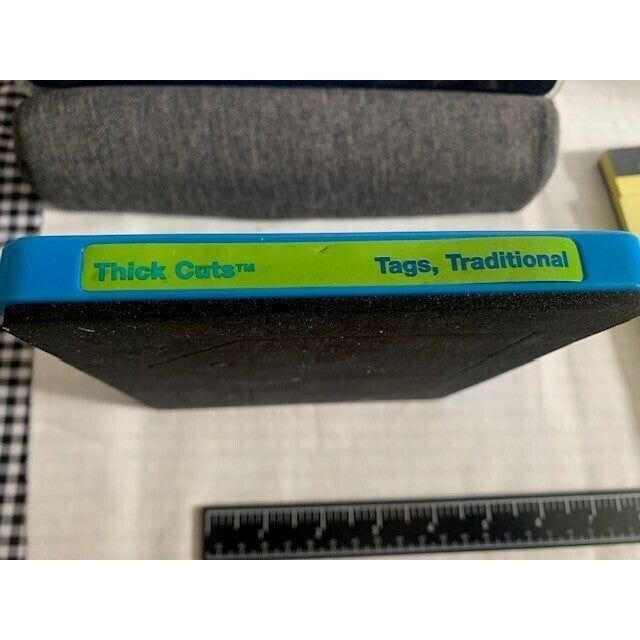 Thick Cuts™ Tags, Traditional